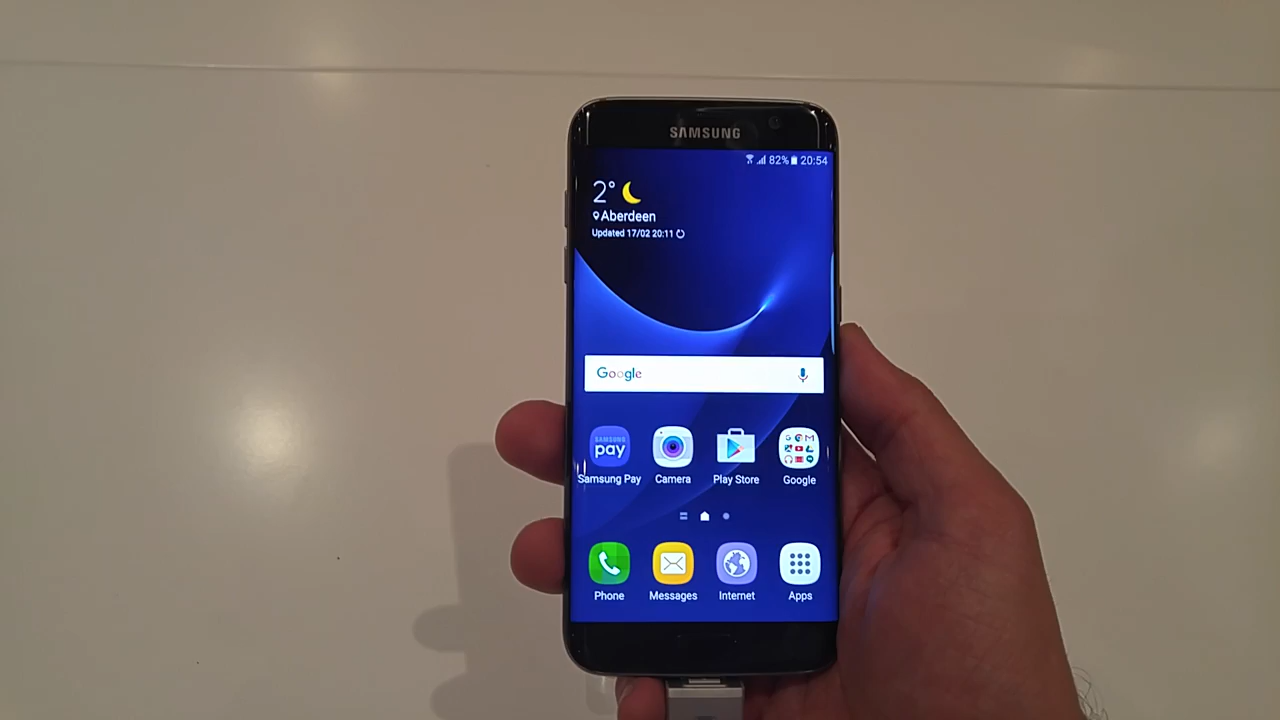 SAMSUNG
82% 20:54
2°
Aberdeen
Updated 17/02 20:11
Google
SAMSUNG
pay
Samsung Pay Camera Play Store Google
Phone Messages Internet Apps